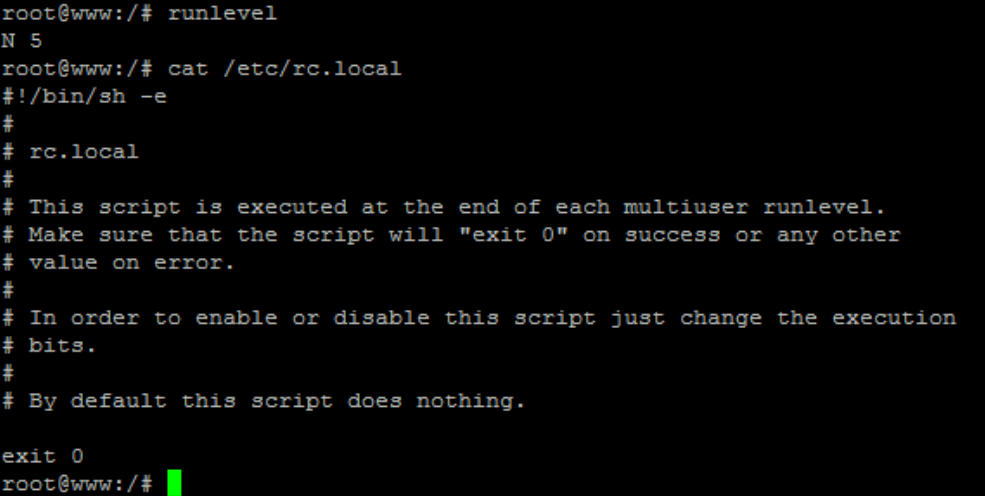 root@www:/# runlevel
N 5
root@www:/# cat /etc/rc.local
#!/bin/sh -e
#
# rc.local
#
# This script is executed at the end of each multiuser runlevel.
# Make sure that the script will "exit 0" on success or any other
# value on error.
#
# In order to enable or disable this script just change the execution
# bits.
#
# By default this script does nothing.

exit 0
root@www:/#